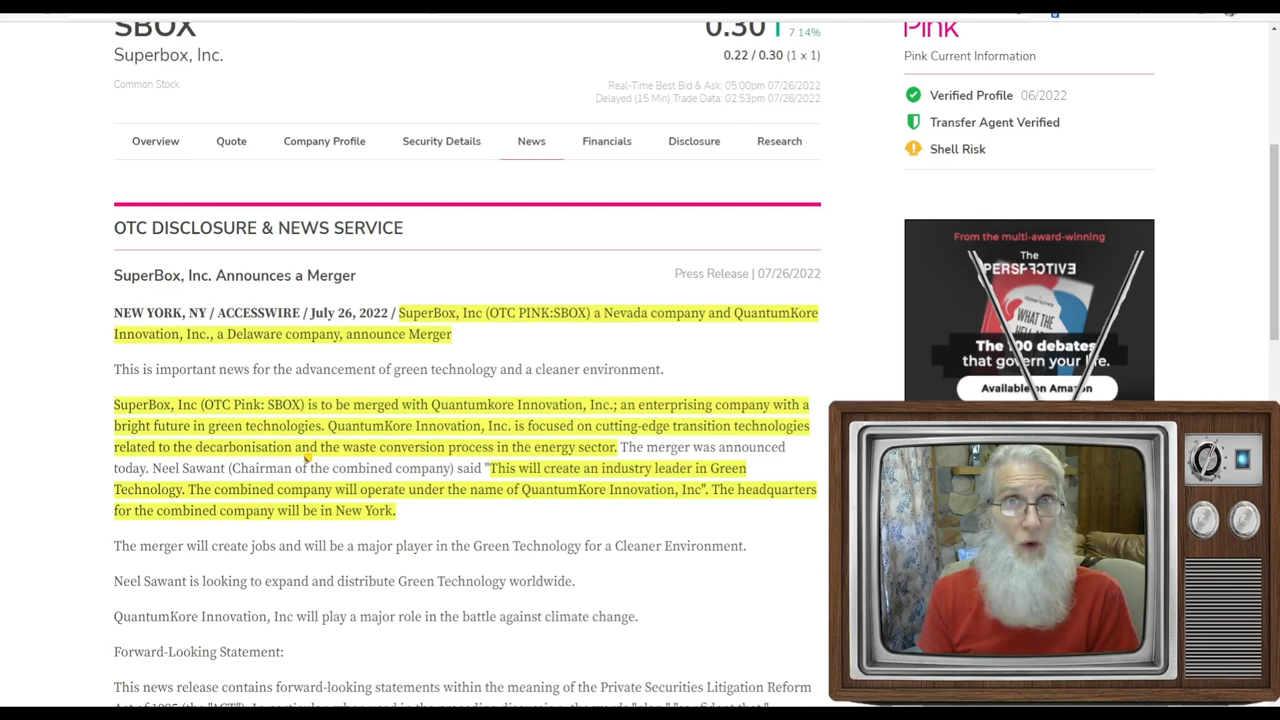 SBOX
0.30
7.14%
Superbox, Inc.
0.22 / 0.30 (1 x 1)
Common Stock
Real-Time Best Bid & Ask: 05:00pm 07/26/2022
Delayed (15 Min) Trade Data: 02:53pm 07/26/2022
Overview
Quote
Company Profile
Security Details
News
Financials
Disclosure
Research
OTC DISCLOSURE & NEWS SERVICE
SuperBox, Inc. Announces a Merger
Press Release | 07/26/2022
NEW YORK, NY / ACCESSWIRE / July 26, 2022 / SuperBox, Inc (OTC PINK:SBOX) a Nevada company and QuantumKore
Innovation, Inc., a Delaware company, announce Merger
This is important news for the advancement of green technology and a cleaner environment.
SuperBox, Inc (OTC Pink: SBOX) is to be merged with Quantumkore Innovation, Inc.; an enterprising company with a
bright future in green technologies. QuantumKore Innovation, Inc. is focused on cutting-edge transition technologies
related to the decarbonisation and the waste conversion process in the energy sector. The merger was announced
today. Neel Sawant (Chairman of the combined company) said "This will create an industry leader in Green
Technology. The combined company will operate under the name of QuantumKore Innovation, Inc". The headquarters
for the combined company will be in New York.
The merger will create jobs and will be a major player in the Green Technology for a Cleaner Environment.
Neel Sawant is looking to expand and distribute Green Technology worldwide.
QuantumKore Innovation, Inc will play a major role in the battle against climate change.
Forward-Looking Statement:
This news release contains forward-looking statements within the meaning of the Private Securities Litigation Reform
Pink
Pink Current Information
Verified Profile 06/2022
Transfer Agent Verified
Shell Risk
From the multi-award-winning
The
PERSPECTIVE
WHAT THE
The 100 debates
that govern your life.
Available on Amazon